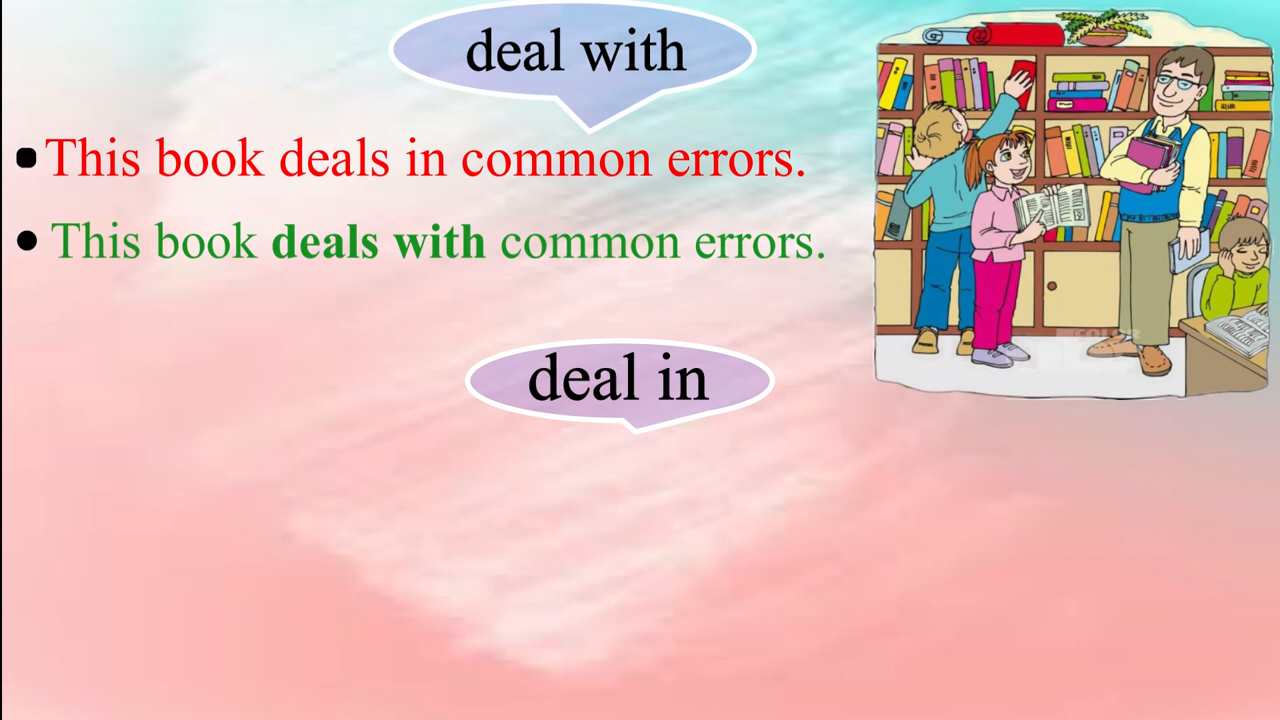 deal with
This book deals in common errors.
This book deals with common errors.
deal in